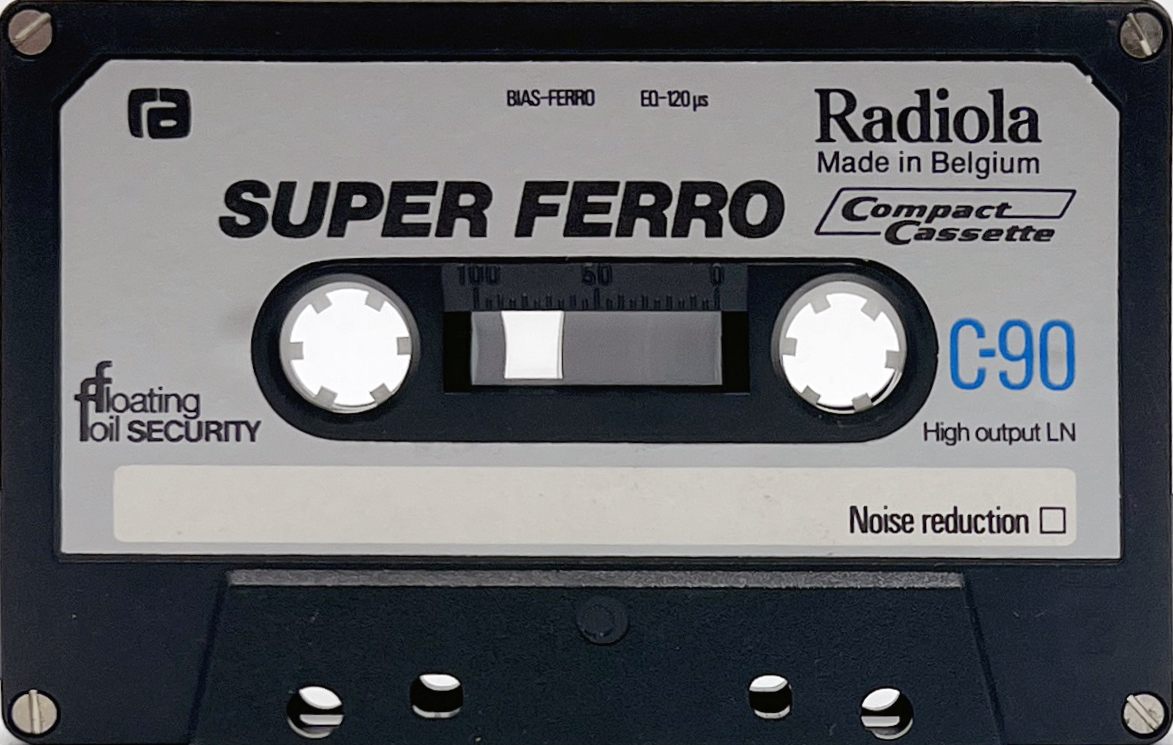 ra
BIAS-FERRO EQ-120 µs
Radiola
Made in Belgium
SUPER FERRO
Compact
Cassette
100 50 0
C-90
floating
foil SECURITY
High output LN
Noise reduction